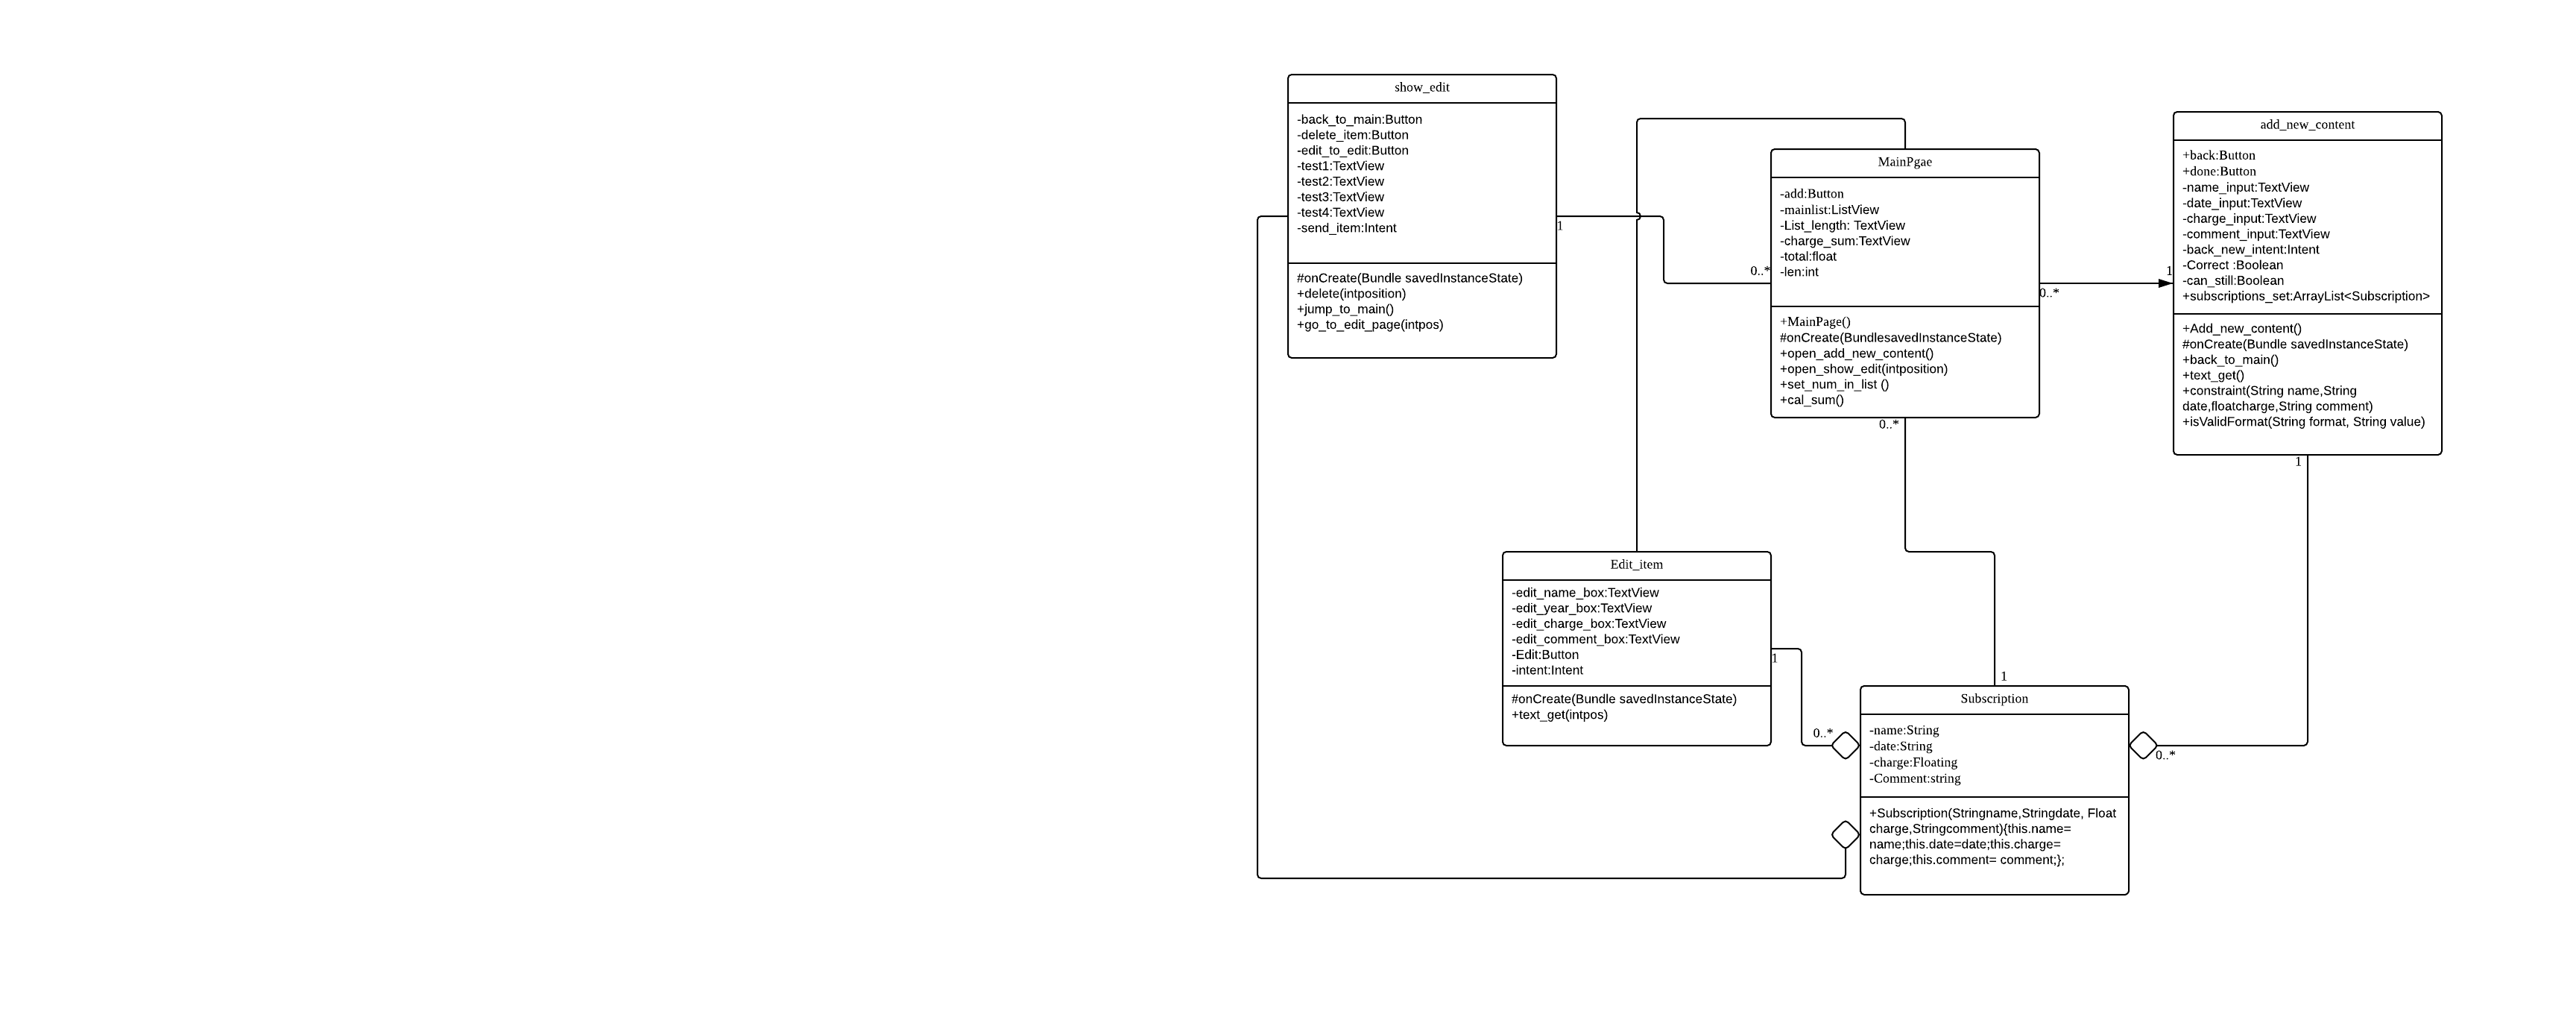 show_edit
-back_to_main:Button
-delete_item:Button
-edit_to_edit:Button
-test1:TextView
-test2:TextView
-test3:TextView
-test4:TextView
-send_item:Intent
#onCreate(Bundle savedInstanceState)
+delete(intposition)
+jump_to_main()
+go_to_edit_page(intpos)
1
0..*
MainPgae
-add:Button
-mainlist:ListView
-List_length: TextView
-charge_sum:TextView
-total:float
-len:int
+MainPage()
#onCreate(BundlesavedInstanceState)
+open_add_new_content()
+open_show_edit(intposition)
+set_num_in_list ()
+cal_sum()
0..*
1
0..*
add_new_content
+back:Button
+done:Button
-name_input:TextView
-date_input:TextView
-charge_input:TextView
-comment_input:TextView
-back_new_intent:Intent
-Correct :Boolean
-can_still:Boolean
+subscriptions_set:ArrayList<Subscription>
+Add_new_content()
#onCreate(Bundle savedInstanceState)
+back_to_main()
+text_get()
+constraint(String name,String
date,floatcharge,String comment)
+isValidFormat(String format, String value)
1
Edit_item
-edit_name_box:TextView
-edit_year_box:TextView
-edit_charge_box:TextView
-edit_comment_box:TextView
-Edit:Button
-intent:Intent
#onCreate(Bundle savedInstanceState)
+text_get(intpos)
1
0..*
1
Subscription
-name:String
-date:String
-charge:Floating
-Comment:string
+Subscription(Stringname,Stringdate, Float
charge,Stringcomment){this.name=
name;this.date=date;this.charge=
charge;this.comment= comment;};
0..*